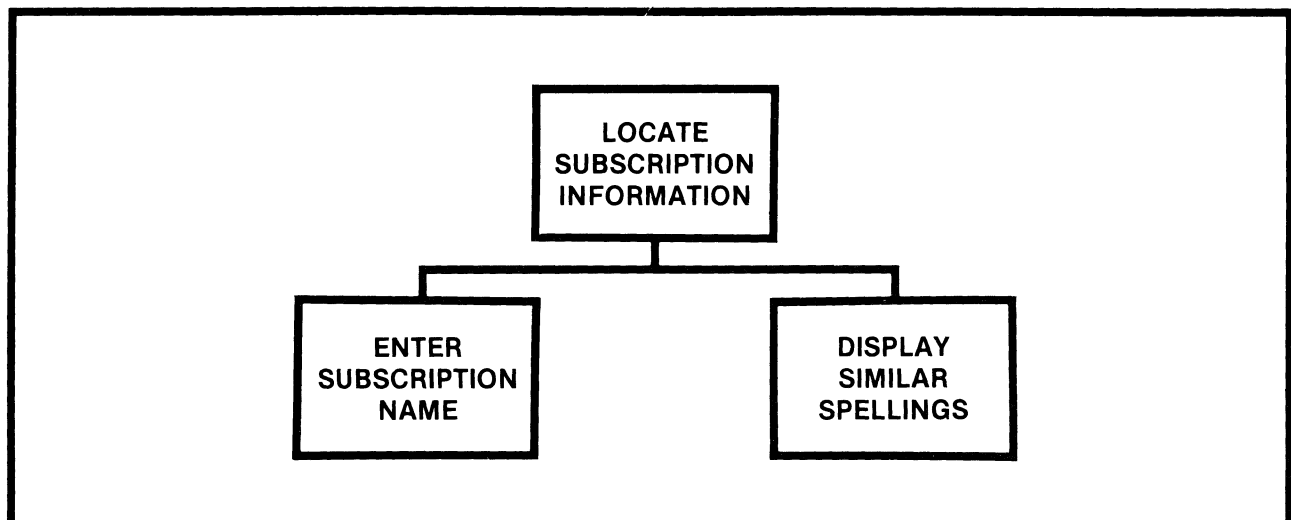 LOCATE
SUBSCRIPTION
INFORMATION
ENTER
SUBSCRIPTION
NAME
DISPLAY
SIMILAR
SPELLINGS